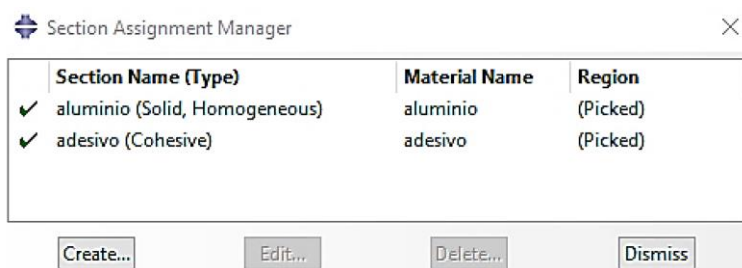 Section Assignment Manager
Section Name (Type) Material Name Region
aluminio (Solid, Homogeneous) aluminio (Picked)
adesivo (Cohesive) adesivo (Picked)
Create... Edit... Delete... Dismiss